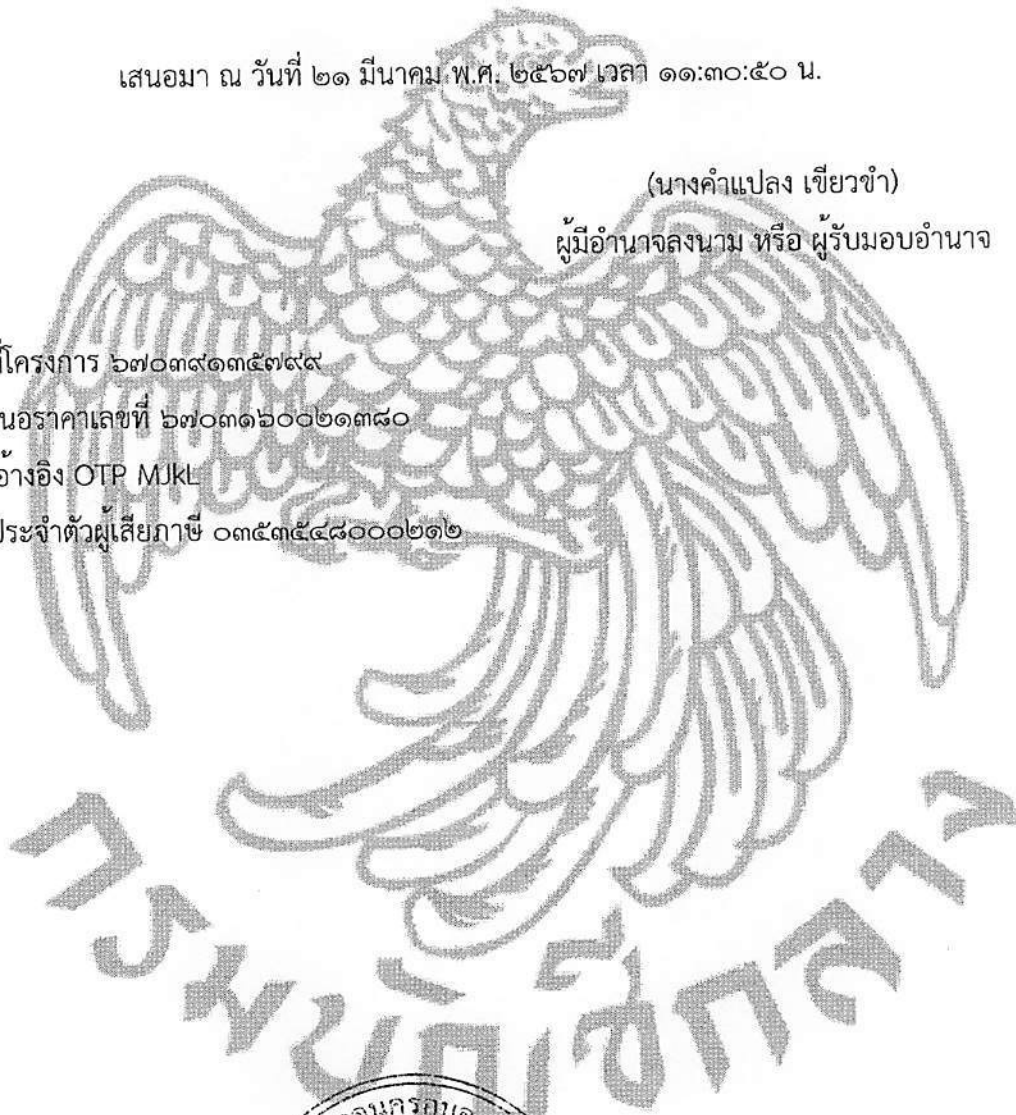 เสนอมา ณ วันที่ ๒๑ มีนาคม พ.ศ. ๒๕๖๗ เวลา ๑๑:๓๐:๕๐ น.
(นางคำแปลง เขียวขำ)
ผู้มีอำนาจลงนาม หรือ ผู้รับมอบอำนาจ
โครงการ ๖๗๐๓๙๑๓๕๗๙๙
นอราคาเลขที่ ๖๗๐๓๑๖๐๐๒๑๓๘๐
อ้างอิง OTP MJkL
ประจำตัวผู้เสียภาษี ๐๓๕๓๕๔๘๐๐๐๒๑๒
กรมบัญชีกลาง